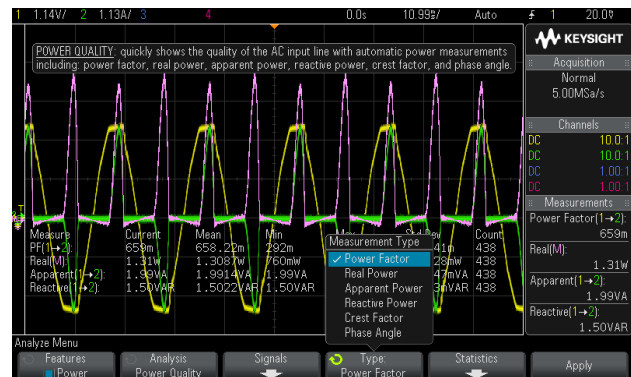 1 1.14V/ 2 1.13A/ 3 4 0.0s 10.99%/ Auto 1 20.0V
KEYSIGHT
POWER QUALITY: quickly shows the quality of the AC input line with automatic power measurements
including: power factor, real power, apparent power, reactive power, crest factor, and phase angle.
Acquisition
Normal
5.00MSa/s
Channels
DC 10.0:1
DC 10.0:1
DC 1.00:1
DC 1.00:1
Measurements
Power Factor(1→2):
659m
Real(M):
1.31W
Apparent(1→2):
1.99VA
Reactive(1→2):
1.50VAR
Measure Current Mean Min Count
PF(1→2): 659m 658.22m 292m 438
Real(M): 1.31W 1.308 760mW 438
Apparent(1→2): 1.99VA 1.9914VA 1.99VA 438
Reactive(1→2): 1.50VAR 1.5022VAR 1.50VAR 438
Measurement Type
Power Factor
Real Power
Apparent Power
Reactive Power
Crest Factor
Phase Angle
Analyze Menu
Features
Power
Analysis
Power Quality
Signals
Type:
Power Factor
Statistics
Apply